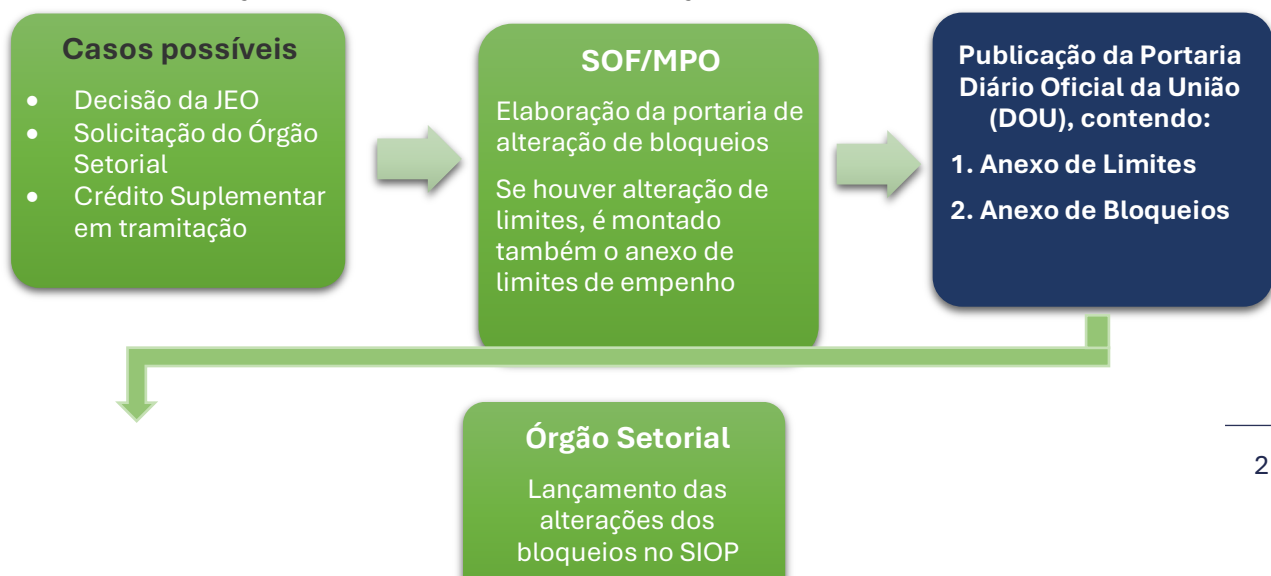 Casos possíveis
• Decisão da JEO
• Solicitação do Órgão
Setorial
• Crédito Suplementar
em tramitação
SOF/MPO
Elaboração da portaria de
alteração de bloqueios
Se houver alteração de
limites, é montado
também o anexo de
limites de empenho
Publicação da Portaria
Diário Oficial da União
(DOU), contendo:
1. Anexo de Limites
2. Anexo de Bloqueios
Órgão Setorial
Lançamento das
alterações dos
bloqueios no SIOP
2